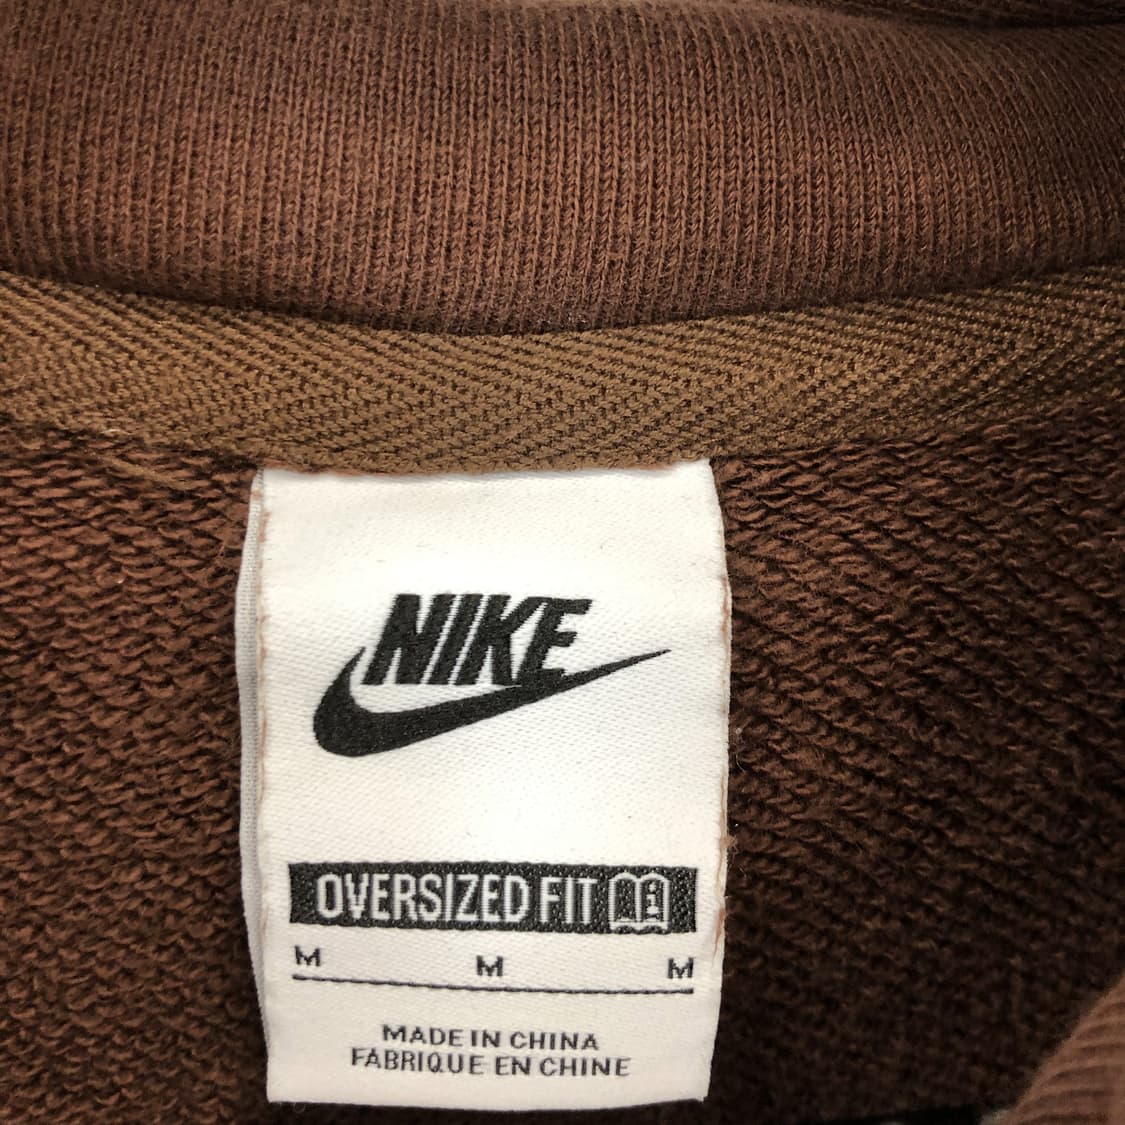 NIKE
OVERSIZED FIT
M M M
MADE IN CHINA
FABRIQUE EN CHINE